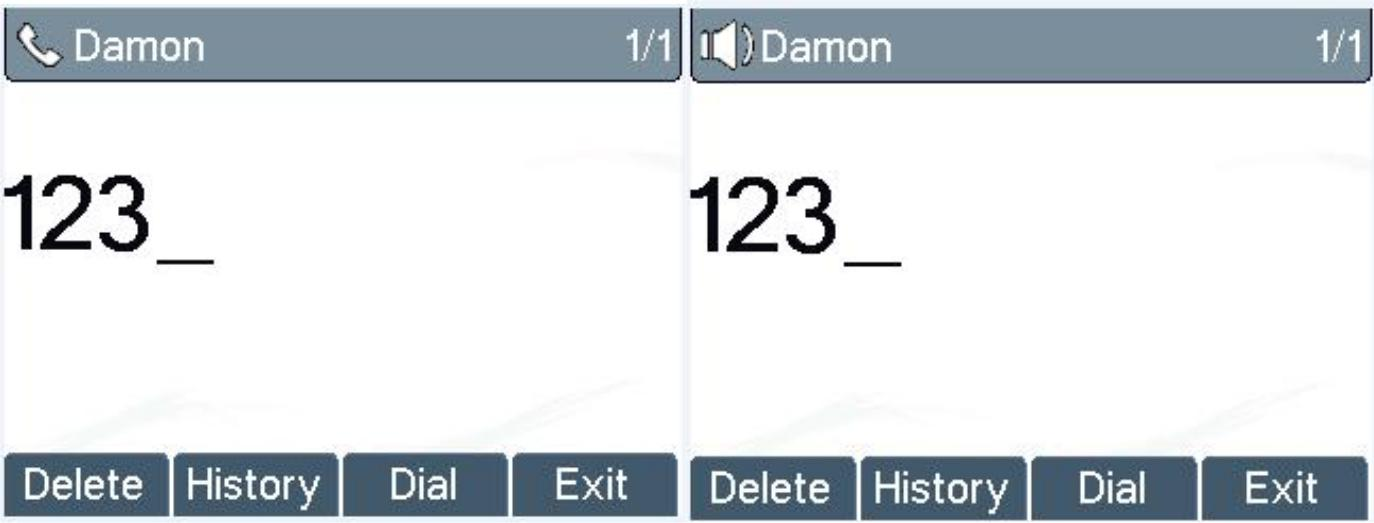 Damon 1/1
123_
Delete History Dial Exit
Damon 1/1
123_
Delete History Dial Exit